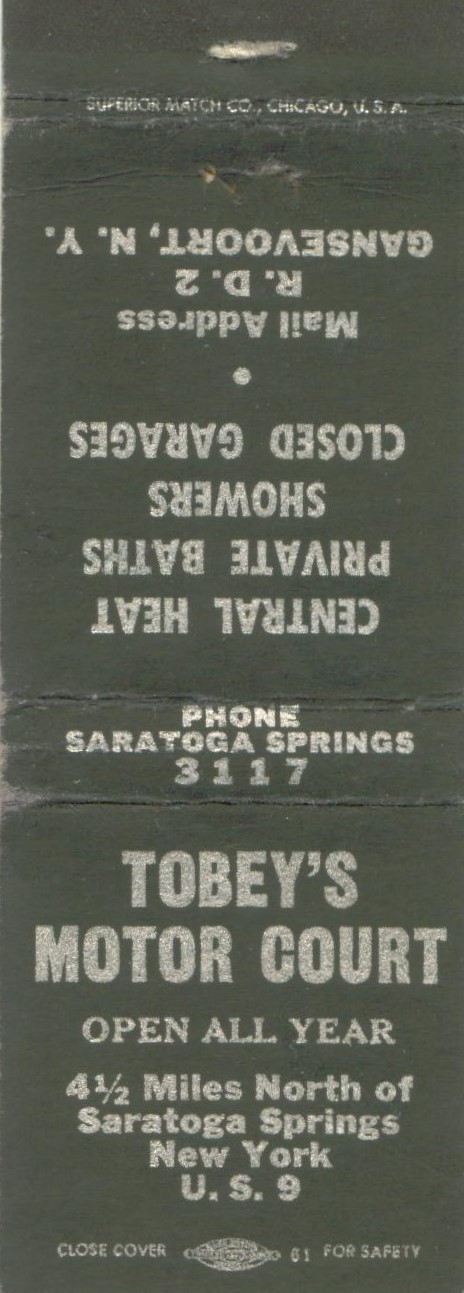 SUPERIOR MATCH CO., CHICAGO, U. S. A.
CENTRAL HEAT
PRIVATE BATHS
SHOWERS
CLOSED GARAGES
•
Mail Address
R. D. 2
GANSEVOORT, N. Y.
PHONE
SARATOGA SPRINGS
3117
TOBEY'S
MOTOR COURT
OPEN ALL YEAR
4½ Miles North of
Saratoga Springs
New York
U. S. 9
CLOSE COVER 61 FOR SAFETY